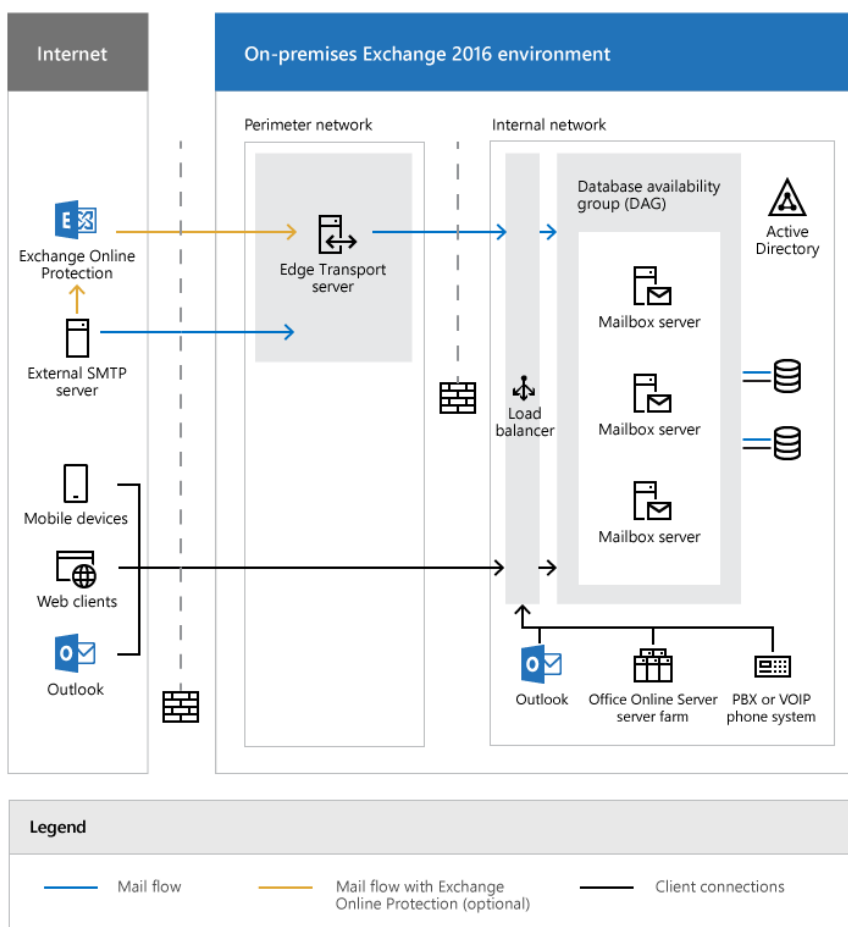 Internet
On-premises Exchange 2016 environment
Perimeter network
Internal network
Database availability
group (DAG)
Active
Directory
E
Exchange Online
Protection
Edge Transport
server
Mailbox server
External SMTP
server
Mailbox server
Load
balancer
Mailbox server
Mobile devices
Web clients
O
Outlook
O
Outlook
Office Online Server
server farm
PBX or VOIP
phone system
Legend
Mail flow
Mail flow with Exchange
Online Protection (optional)
Client connections